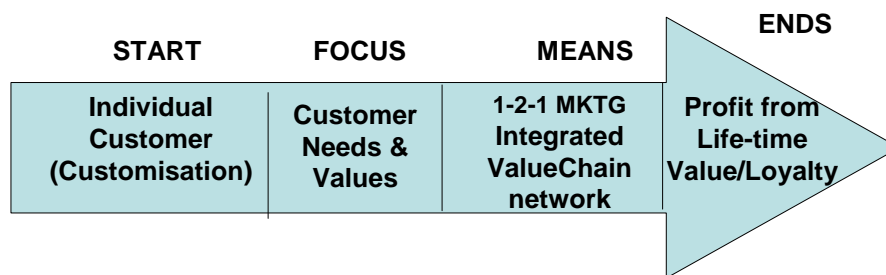 START
FOCUS
MEANS
ENDS
Individual
Customer
(Customisation)
Customer
Needs &
Values
1-2-1 MKTG
Integrated
ValueChain
network
Profit from
Life-time
Value/Loyalty